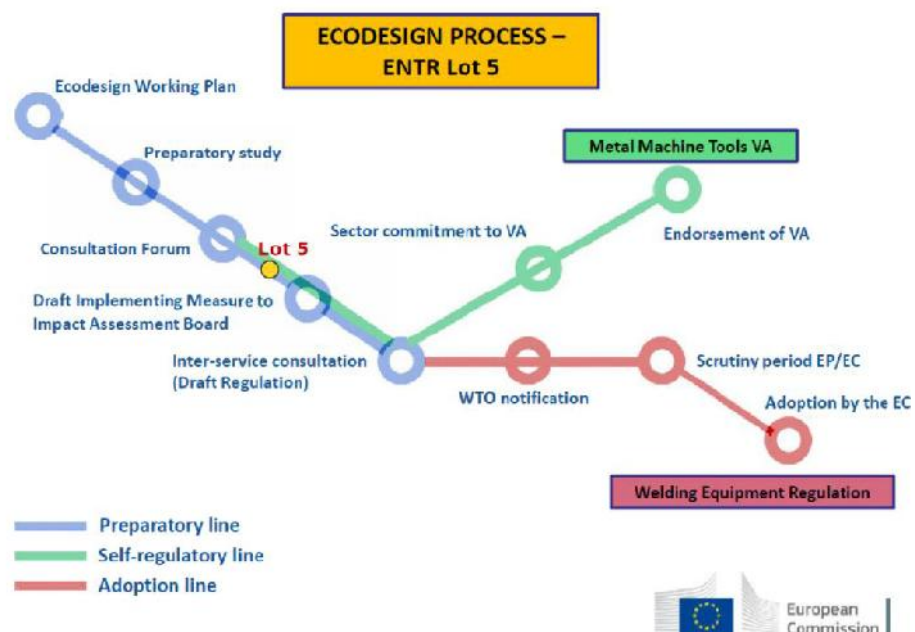 ECODESIGN PROCESS –
ENTR Lot 5
Ecodesign Working Plan
Preparatory study
Metal Machine Tools VA
Sector commitment to VA
Endorsement of VA
Consultation Forum
Lot 5
Draft Implementing Measure to
Impact Assessment Board
Inter-service consultation
(Draft Regulation)
WTO notification
Scrutiny period EP/EC
Adoption by the EC
Welding Equipment Regulation
Preparatory line
Self-regulatory line
Adoption line
European
Commission